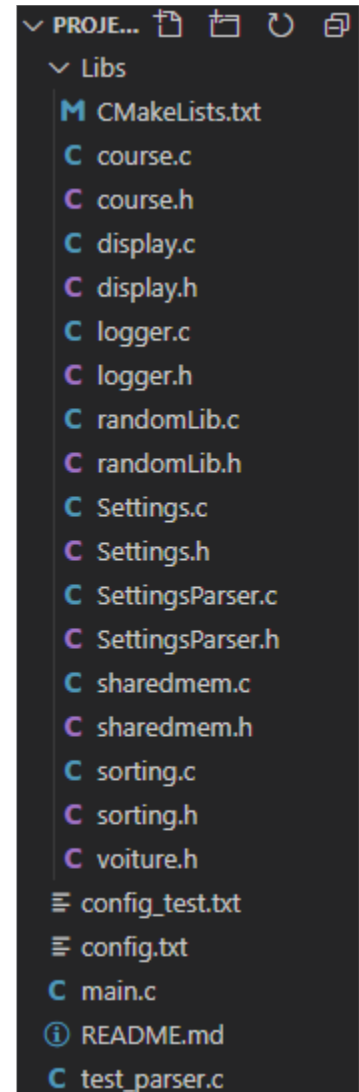 PROJE...
Libs
M CMakeLists.txt
C course.c
C course.h
C display.c
C display.h
C logger.c
C logger.h
C randomLib.c
C randomLib.h
C Settings.c
C Settings.h
C SettingsParser.c
C SettingsParser.h
C sharedmem.c
C sharedmem.h
C sorting.c
C sorting.h
C voiture.h
config_test.txt
config.txt
C main.c
README.md
C test_parser.c